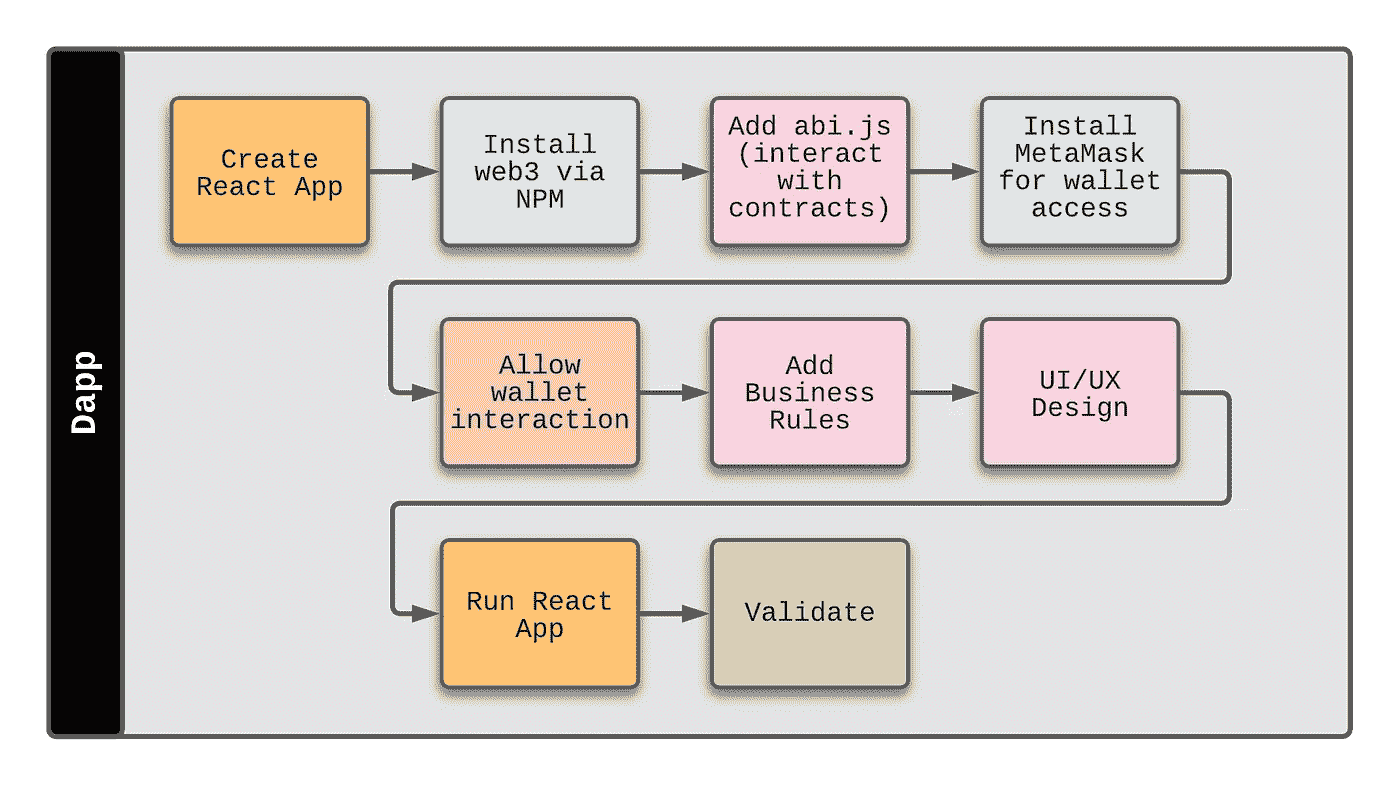 Dapp
Create
React App
Install
web3 via
NPM
Add abi.js
(interact
with
contracts)
Install
MetaMask
for wallet
access
Allow
wallet
interaction
Add
Business
Rules
UI/UX
Design
Run React
App
Validate